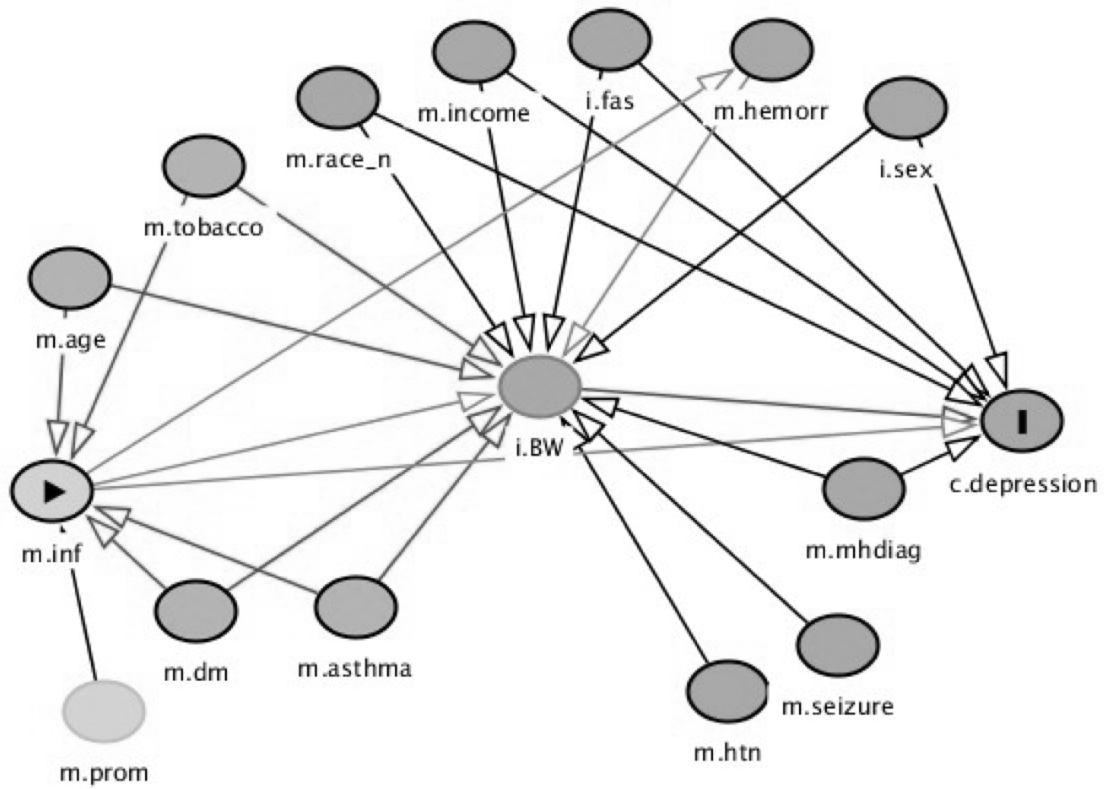 i.fas
m.income
m.hemorr
m.race_n
i.sex
m.tobacco
m.age
i.BW
c.depression
m.inf
m.mhdiag
m.dm
m.asthma
m.seizure
m.htn
m.prom